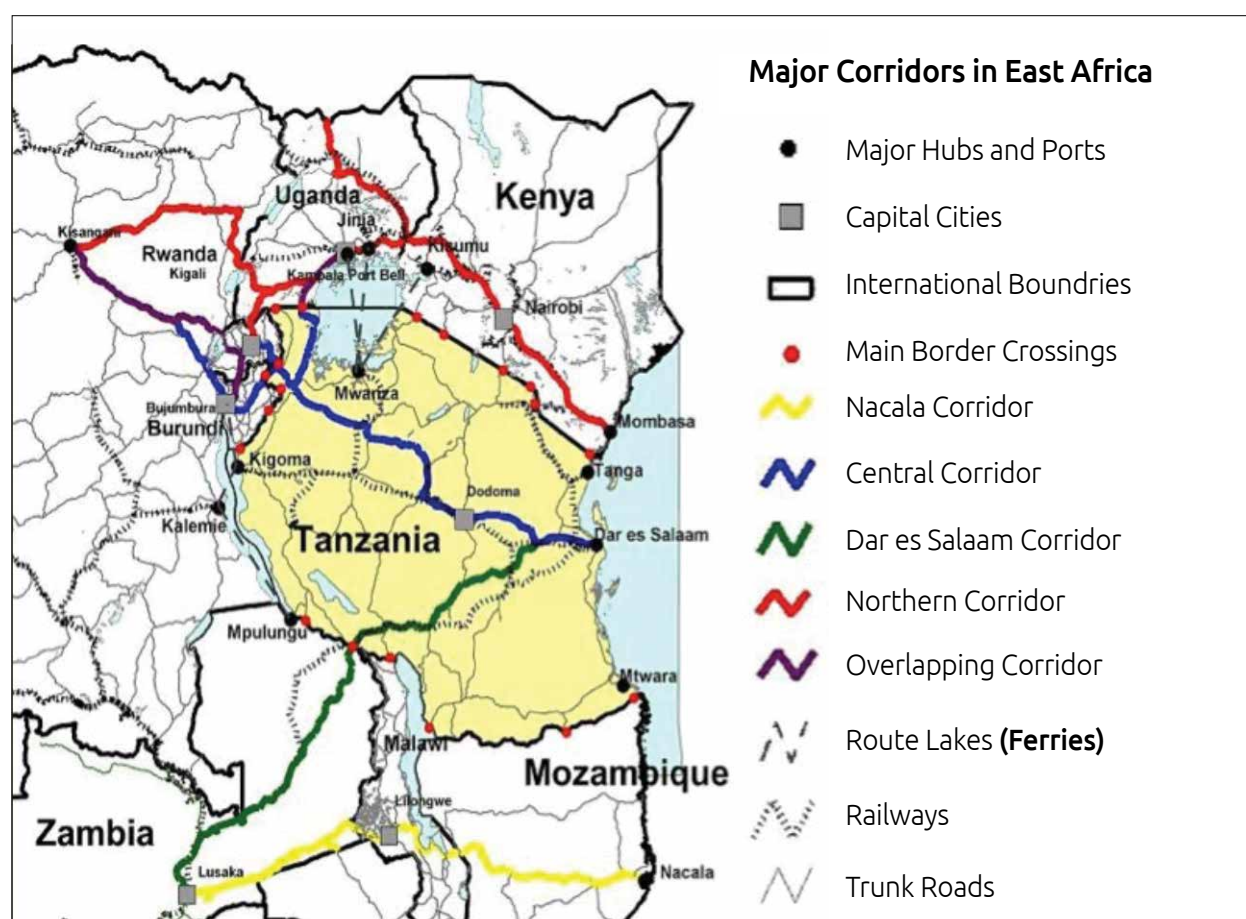 Major Corridors in East Africa
Major Hubs and Ports
Capital Cities
International Boundries
Main Border Crossings
Nacala Corridor
Central Corridor
Dar es Salaam Corridor
Northern Corridor
Overlapping Corridor
Route Lakes (Ferries)
Railways
Trunk Roads
Uganda
Kenya
Jinja
Kisangani
Rwanda
Kigali
Kisumu
Kampala Port Bell
Nairobi
Mwanza
Bujumbura
Burundi
Mombasa
Kigoma
Tanga
Dodoma
Kalemie
Tanzania
Dar es Salaam
Mpulungu
Mtwara
Malawi
Mozambique
Lilongwe
Zambia
Lusaka
Nacala